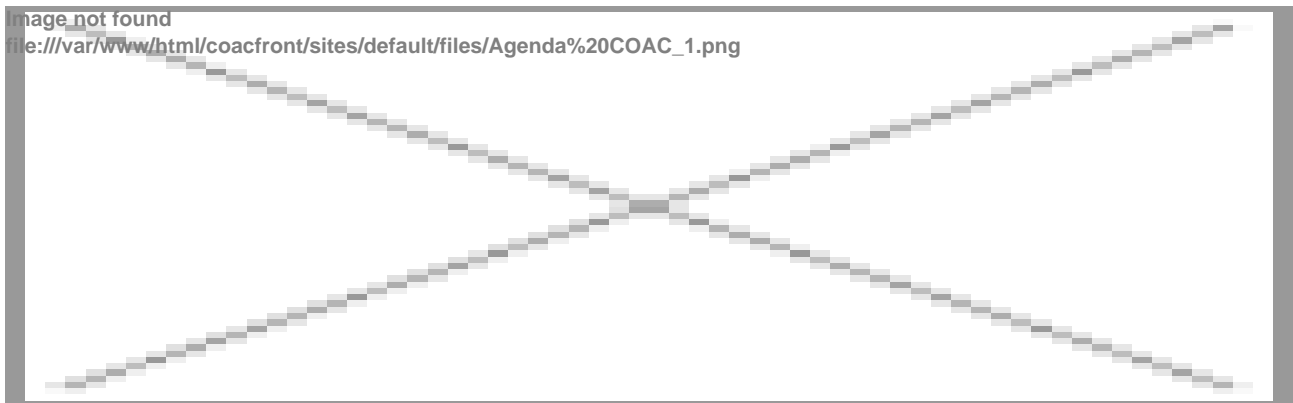 Image not found
file:///var/www/html/coacfront/sites/default/files/Agenda%20COAC_1.png